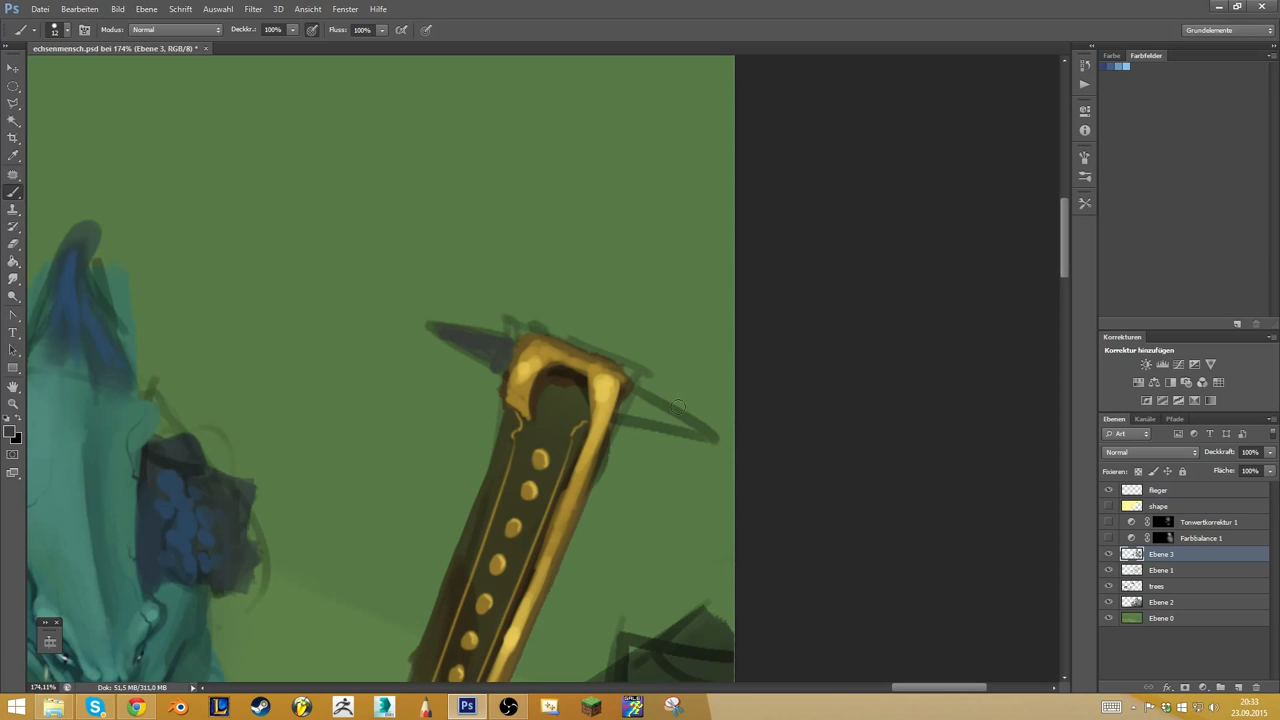 Ps Datei Bearbeiten Bild Ebene Schrift Auswahl Filter 3D Ansicht Fenster Hilfe
12 Modus: Normal Deckkr.: 100% Fluss: 100% Grundelemente
echsenmensch.psd bei 174% (Ebene 3, RGB/8) * ×
Farbe Farbfelder
Korrekturen
Korrektur hinzufügen
Ebenen Kanäle Pfade
Art
Normal Deckkraft: 100%
Fixieren: Fläche: 100%
flieger
shape
Tonwertkorrektur 1
Farbbalance 1
Ebene 3
Ebene 1
trees
Ebene 2
Ebene 0
174,11% Dok: 51,5 MB/311,0 MB
20:33
23.09.2015